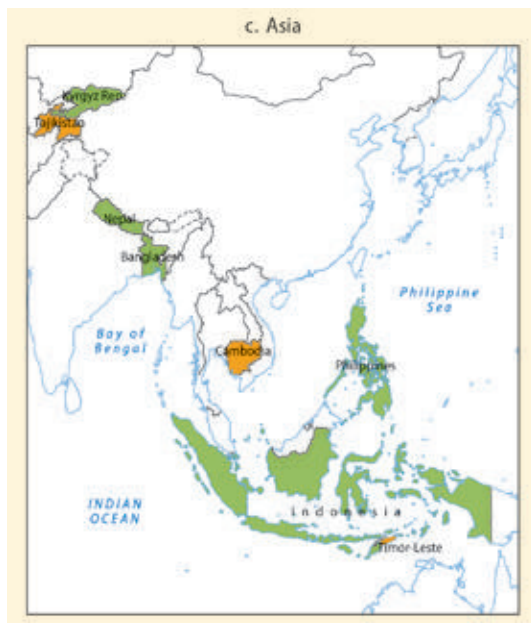 c. Asia
Kyrgyz Rep.
Tajikistan
Nepal
Bangladesh
Philippine
Sea
Bay of
Bengal
Cambodia
Philippines
INDIAN
OCEAN
Indonesia
Timor-Leste